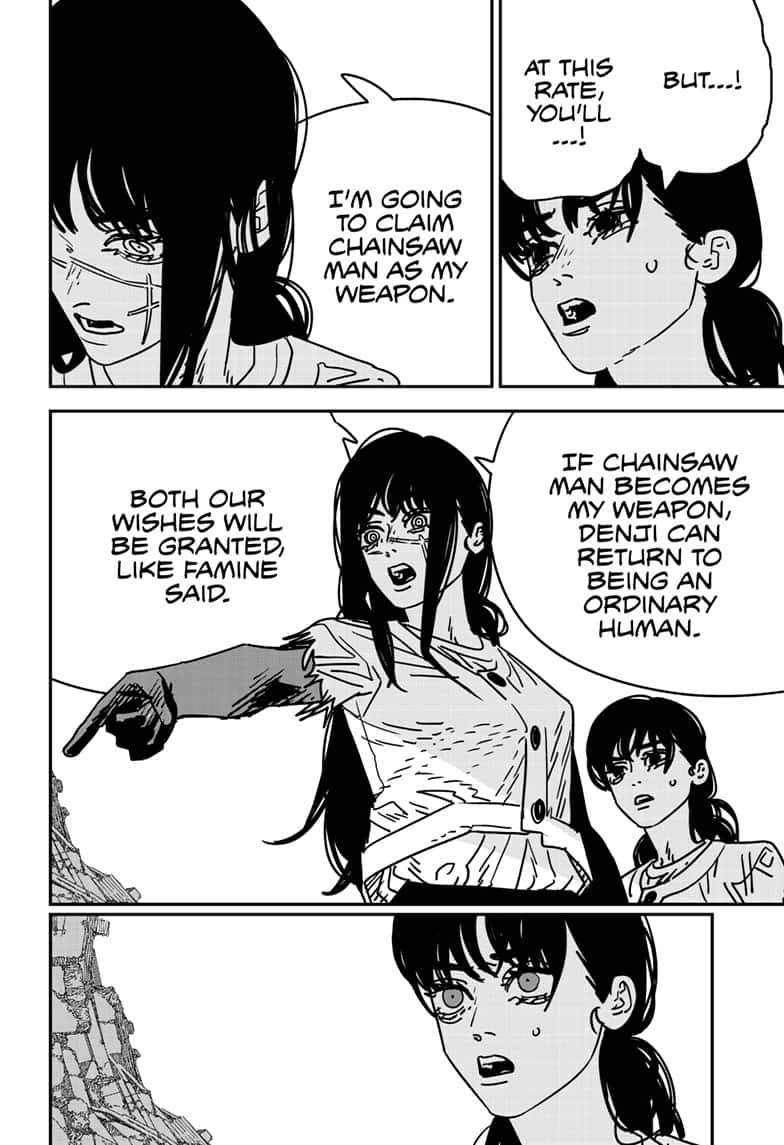 BUT...!
AT THIS
RATE,
YOU'LL
...!
I'M GOING
TO CLAIM
CHAINSAW
MAN AS MY
WEAPON.
IF CHAINSAW
MAN BECOMES
MY WEAPON,
DENJI CAN
RETURN TO
BEING AN
ORDINARY
HUMAN.
BOTH OUR
WISHES WILL
BE GRANTED,
LIKE FAMINE
SAID.